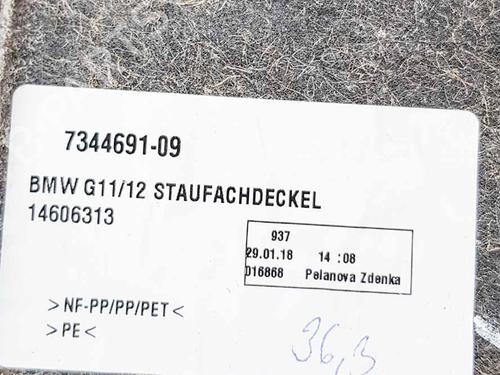 7344691-09
BMW G11/12 STAUFACHDECKEL
14606313
937
29.01.18 14 :08
016868 Pelanova Zdenka
>NF-PP/PP/PET<
>PE<
36,3